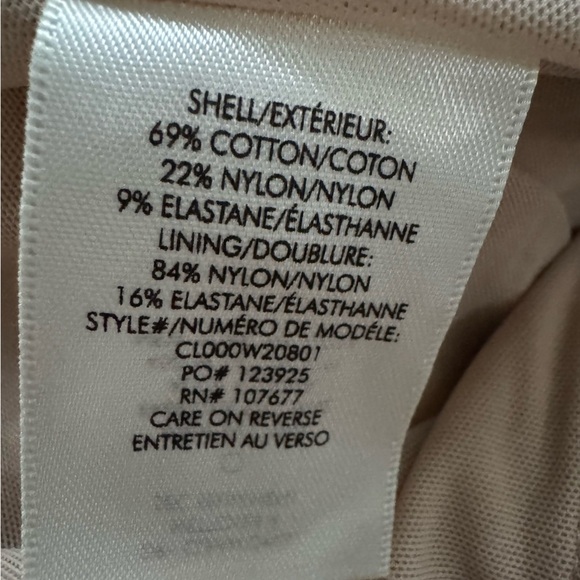 SHELL/EXTÉRIEUR:
69% COTTON/COTON
22% NYLON/NYLON
9% ELASTANE/ÉLASTHANNE
LINING/DOUBLURE:
84% NYLON/NYLON
16% ELASTANE/ÉLASTHANNE
STYLE#/NUMÉRO DE MODÉLE:
CL000W20801
PO# 123925
RN# 107677
CARE ON REVERSE
ENTRETIEN AU VERSO